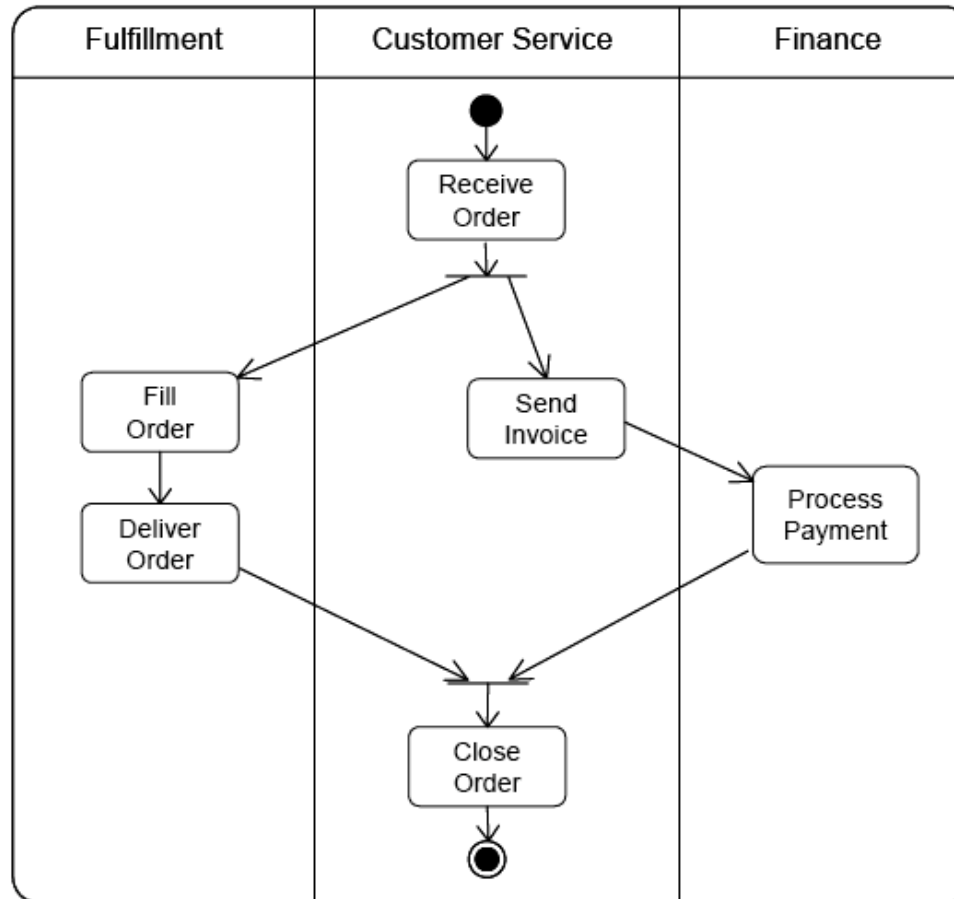 Fulfillment
Customer Service
Finance
Receive
Order
Fill
Order
Send
Invoice
Deliver
Order
Process
Payment
Close
Order